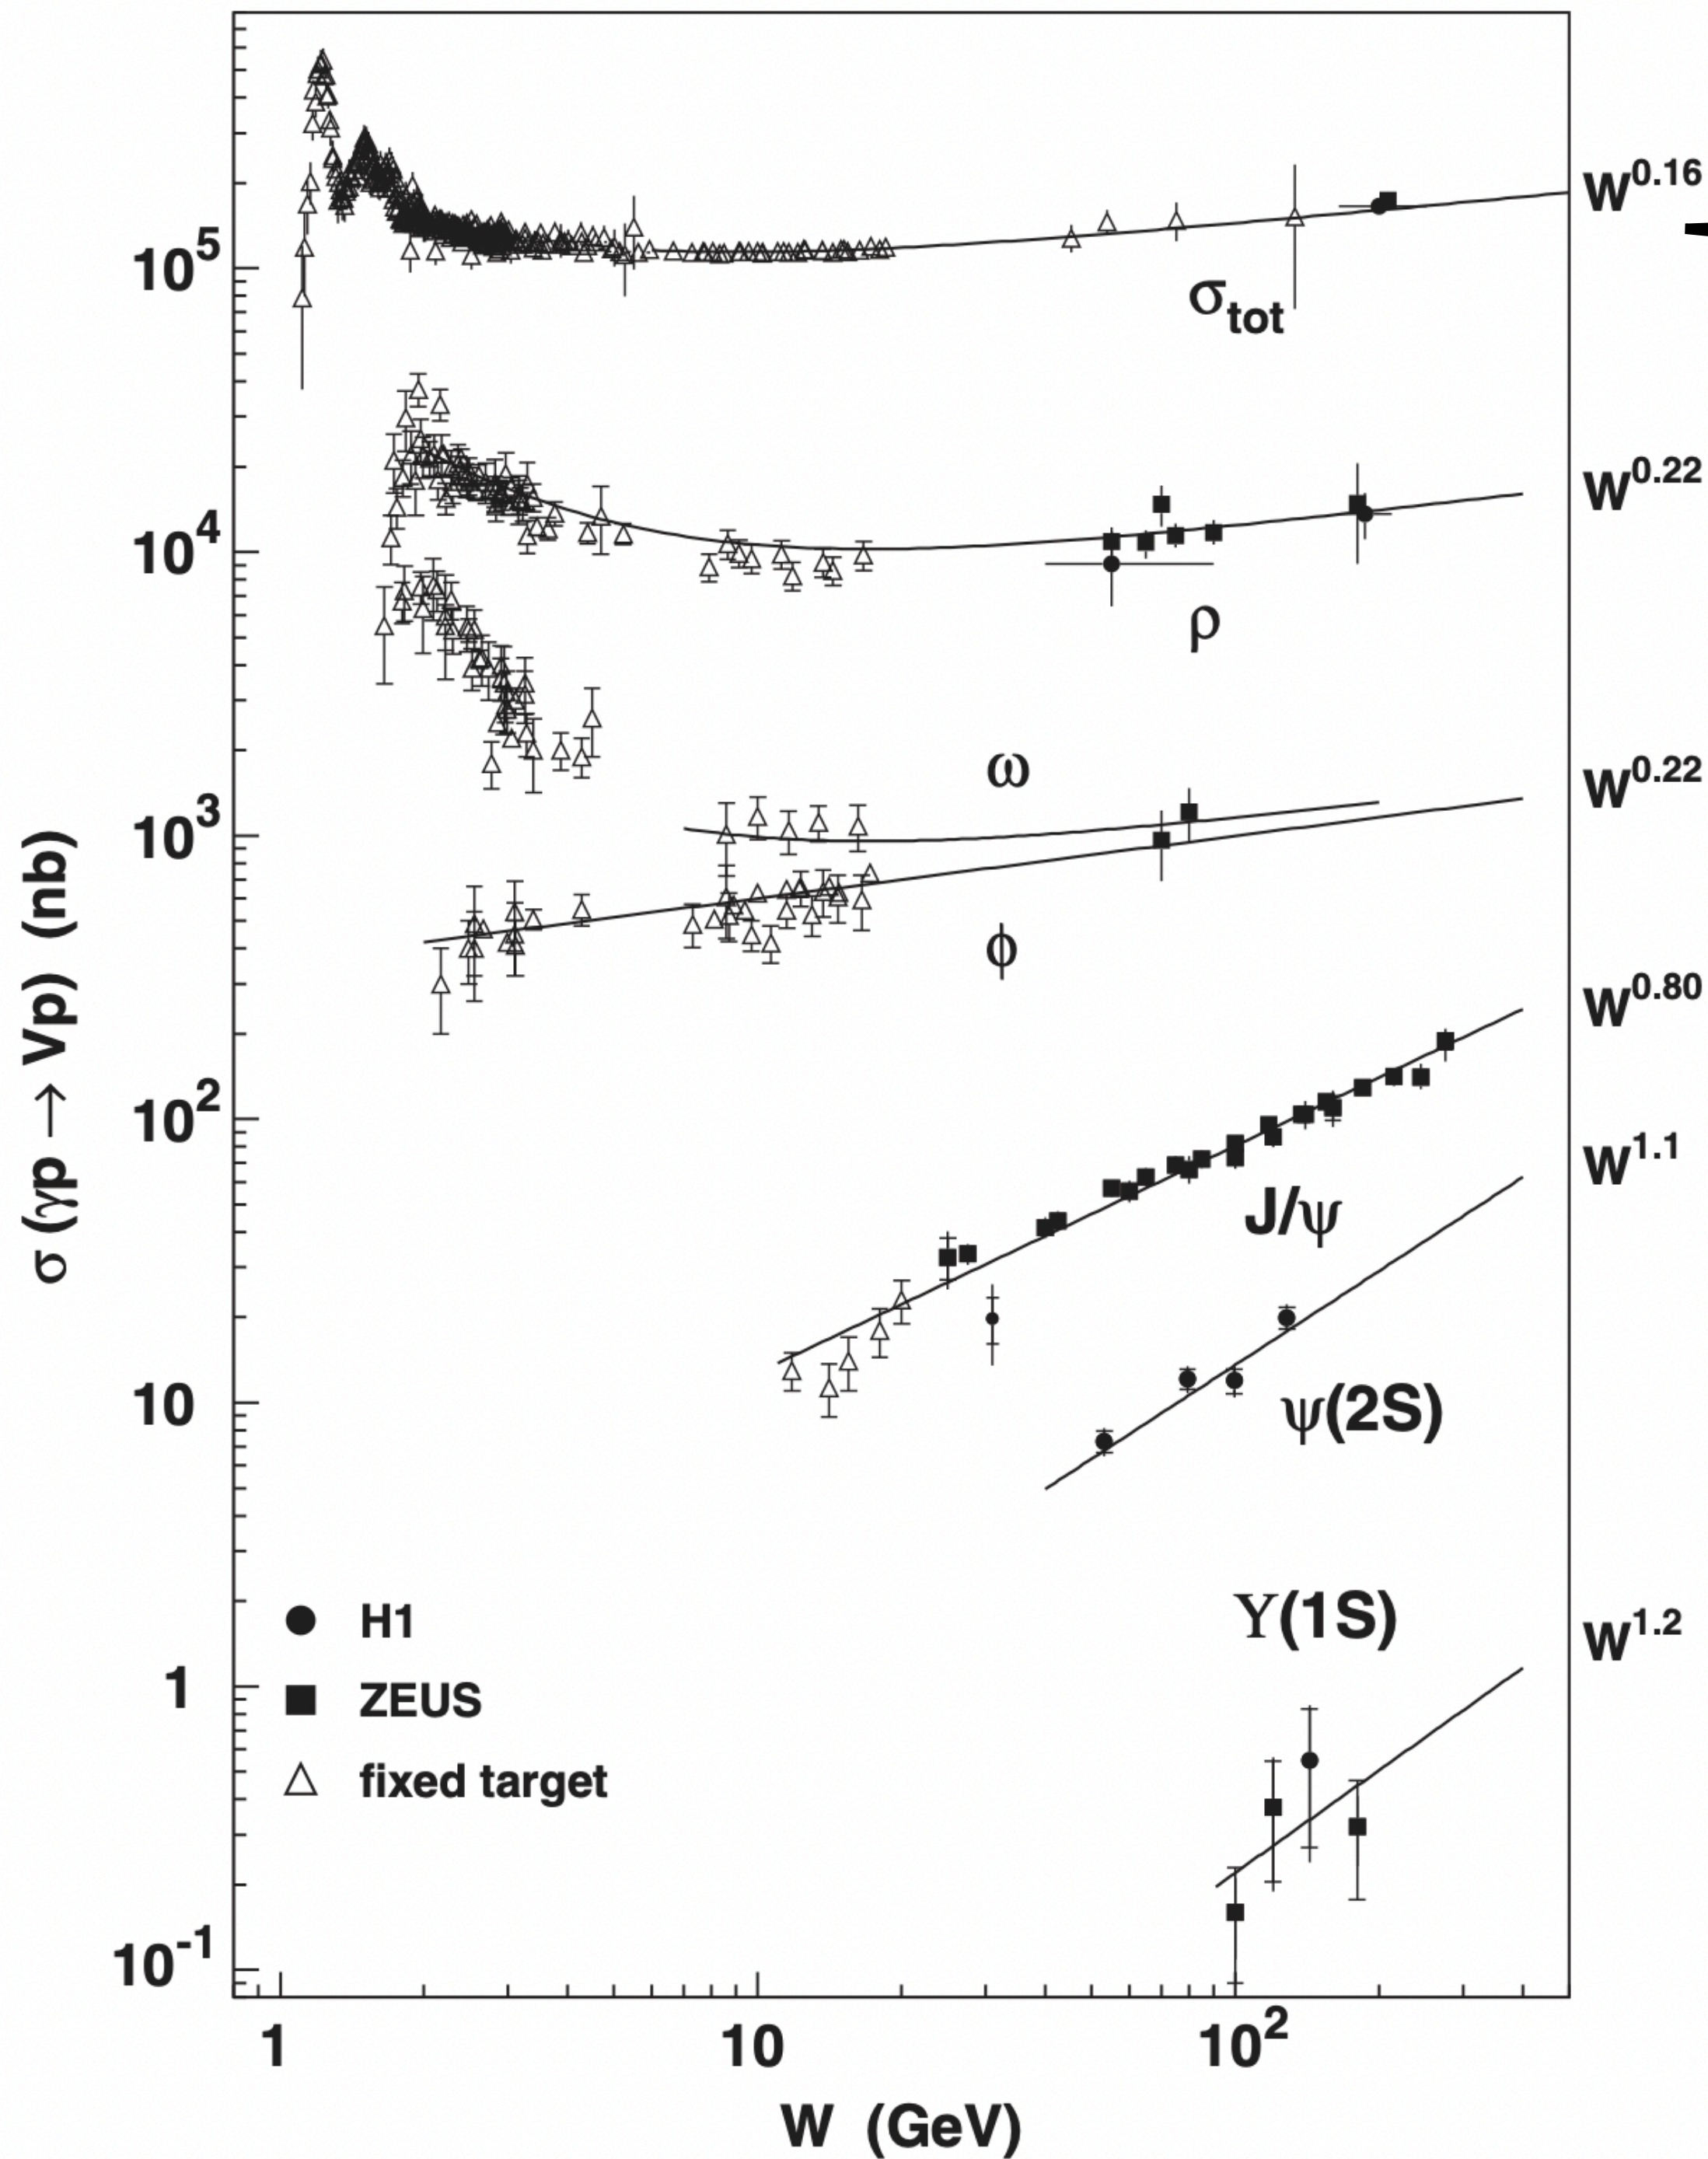 σ (γp → Vp) (nb)
10^5
10^4
10^3
10^2
10
1
10^-1
σ_tot
ρ
ω
ϕ
J/ψ
ψ(2S)
Υ(1S)
W^0.16
W^0.22
W^0.22
W^0.80
W^1.1
W^1.2
H1
ZEUS
fixed target
1
10
10^2
W (GeV)